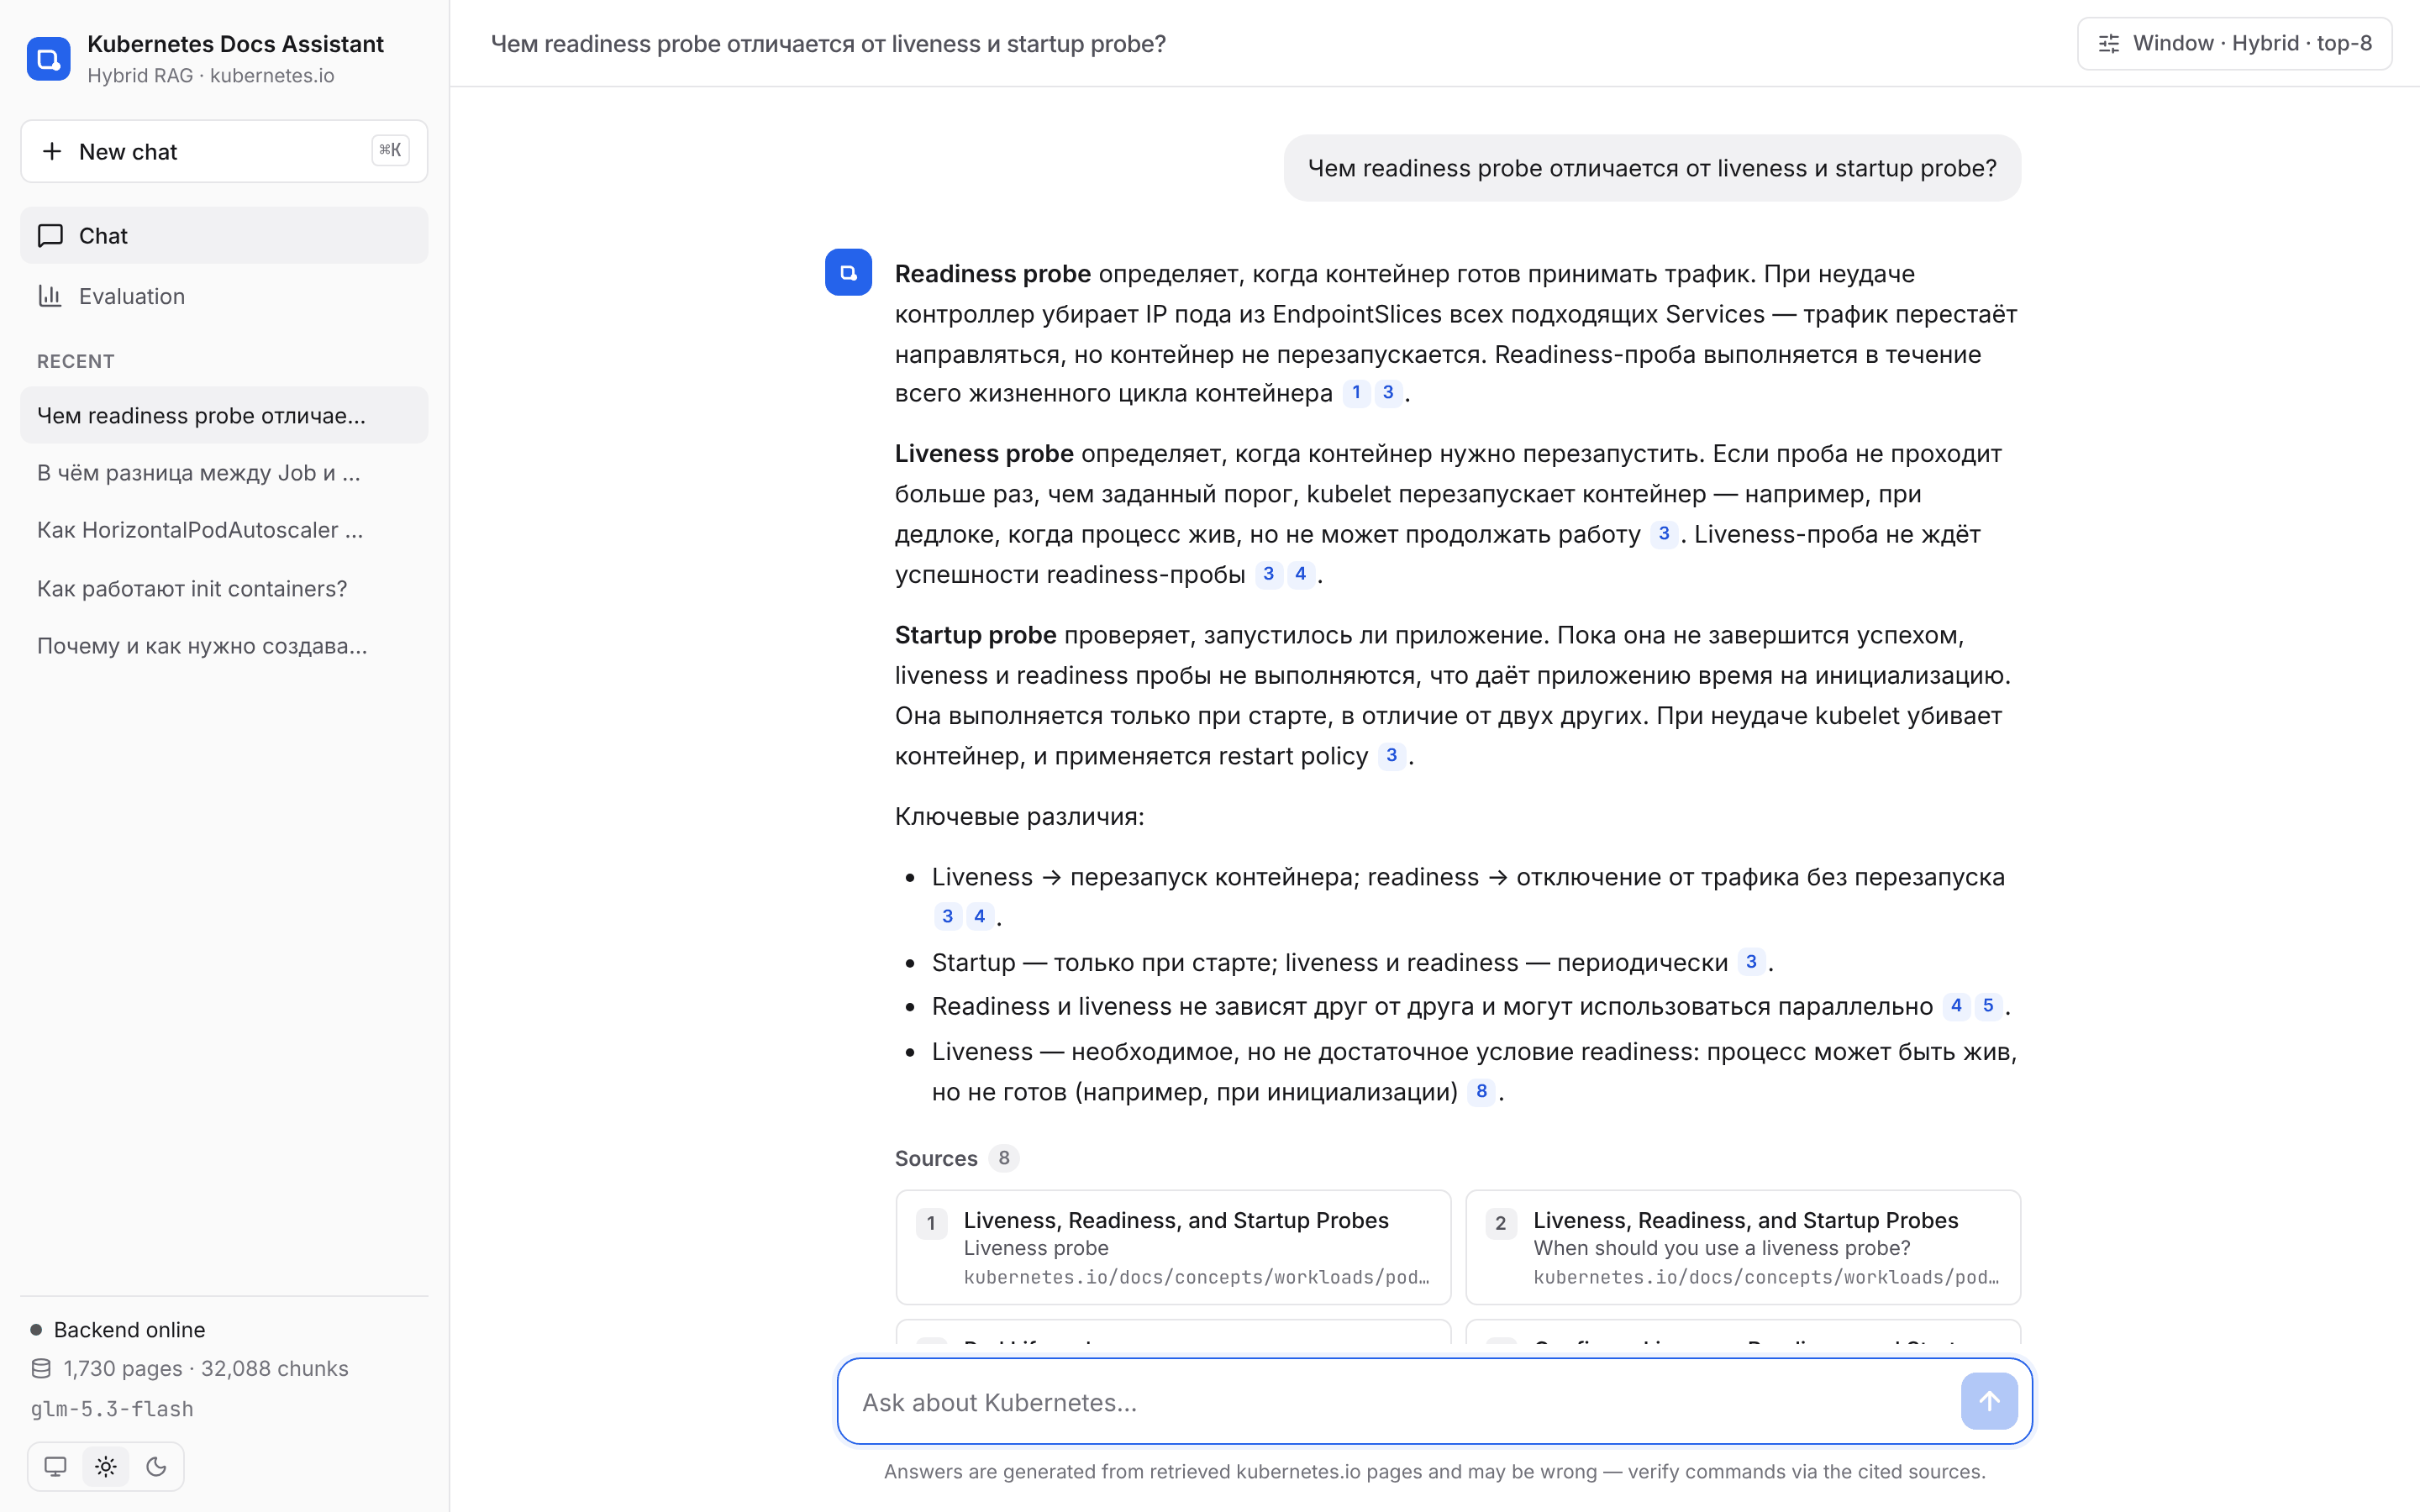 Kubernetes Docs Assistant
Hybrid RAG · kubernetes.io
New chat
⌘K
Chat
Evaluation
RECENT
Чем readiness probe отличае...
В чём разница между Job и ...
Как HorizontalPodAutoscaler ...
Как работают init containers?
Почему и как нужно создава...
Backend online
1,730 pages · 32,088 chunks
glm-5.3-flash
Чем readiness probe отличается от liveness и startup probe?
Window · Hybrid · top-8
Чем readiness probe отличается от liveness и startup probe?
Readiness probe определяет, когда контейнер готов принимать трафик. При неудаче
контроллер убирает IP пода из EndpointSlices всех подходящих Services — трафик перестаёт
направляться, но контейнер не перезапускается. Readiness-проба выполняется в течение
всего жизненного цикла контейнера 1 3.
Liveness probe определяет, когда контейнер нужно перезапустить. Если проба не проходит
больше раз, чем заданный порог, kubelet перезапускает контейнер — например, при
дедлоке, когда процесс жив, но не может продолжать работу 3. Liveness-проба не ждёт
успешности readiness-пробы 3 4.
Startup probe проверяет, запустилось ли приложение. Пока она не завершится успехом,
liveness и readiness пробы не выполняются, что даёт приложению время на инициализацию.
Она выполняется только при старте, в отличие от двух других. При неудаче kubelet убивает
контейнер, и применяется restart policy 3.
Ключевые различия:
• Liveness → перезапуск контейнера; readiness → отключение от трафика без перезапуска
3 4.
• Startup — только при старте; liveness и readiness — периодически 3.
• Readiness и liveness не зависят друг от друга и могут использоваться параллельно 4 5.
• Liveness — необходимое, но не достаточное условие readiness: процесс может быть жив,
но не готов (например, при инициализации) 8.
Sources 8
1 Liveness, Readiness, and Startup Probes
Liveness probe
kubernetes.io/docs/concepts/workloads/pod…
2 Liveness, Readiness, and Startup Probes
When should you use a liveness probe?
kubernetes.io/docs/concepts/workloads/pod…
Ask about Kubernetes...
Answers are generated from retrieved kubernetes.io pages and may be wrong — verify commands via the cited sources.